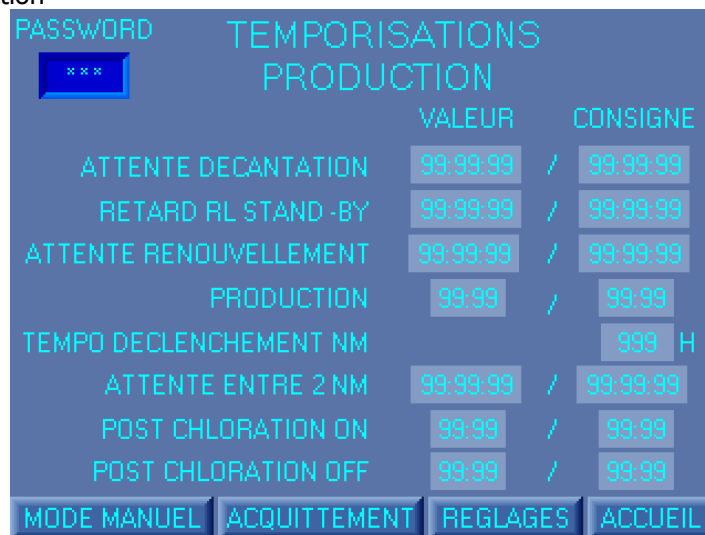 PASSWORD
***
TEMPORISATIONS
PRODUCTION
VALEUR CONSIGNE
ATTENTE DECANTATION 99:99:99 / 99:99:99
RETARD RL STAND -BY 99:99:99 / 99:99:99
ATTENTE RENOUVELLEMENT 99:99:99 / 99:99:99
PRODUCTION 99:99 / 99:99
TEMPO DECLENCHEMENT NM 999 H
ATTENTE ENTRE 2 NM 99:99:99 / 99:99:99
POST CHLORATION ON 99:99 / 99:99
POST CHLORATION OFF 99:99 / 99:99
MODE MANUEL ACQUITTEMENT REGLAGES ACCUEIL